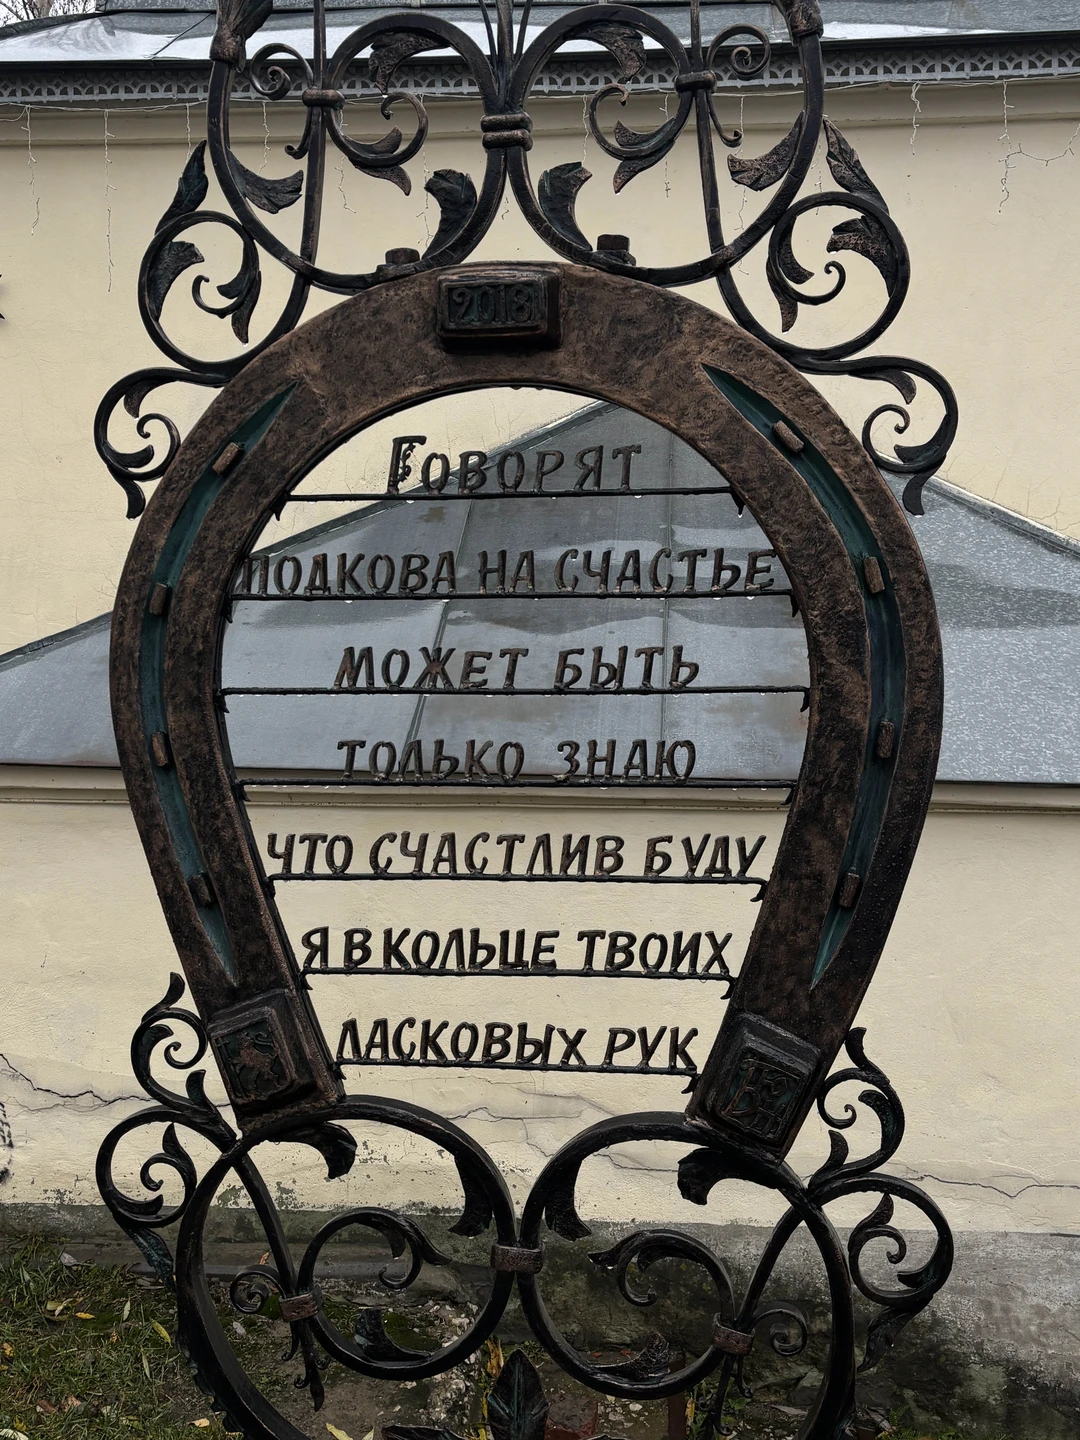 2018
Говорят
подкова на счастье
может быть
только знаю
что счастлив буду
я в кольце твоих
ласковых рук